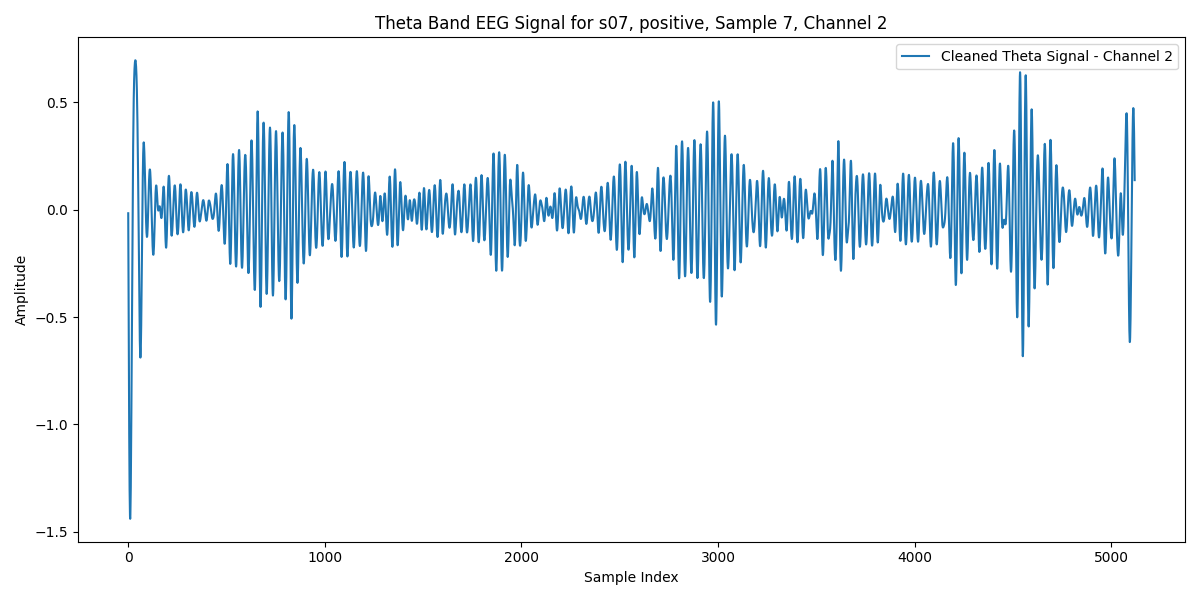 Theta Band EEG Signal for s07, positive, Sample 7, Channel 2
Cleaned Theta Signal - Channel 2
Amplitude
0.5
0.0
−0.5
−1.0
−1.5
0 1000 2000 3000 4000 5000
Sample Index